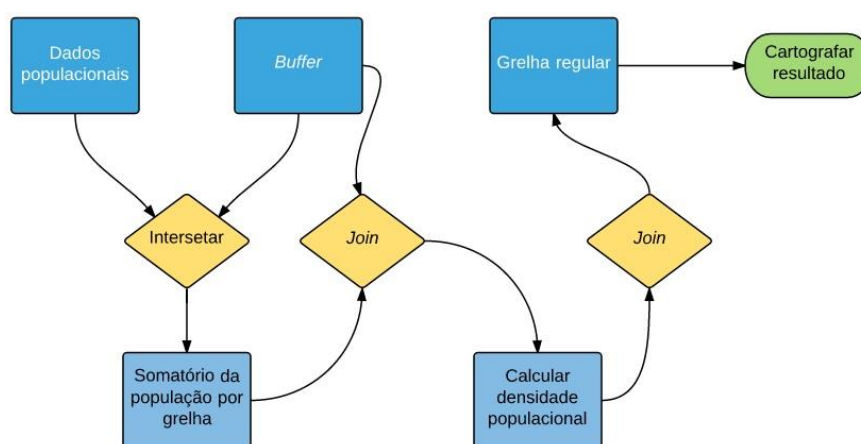 Dados
populacionais
Buffer
Grelha regular
Cartografar
resultado
Intersetar
Join
Join
Somatório da
população por
grelha
Calcular
densidade
populacional